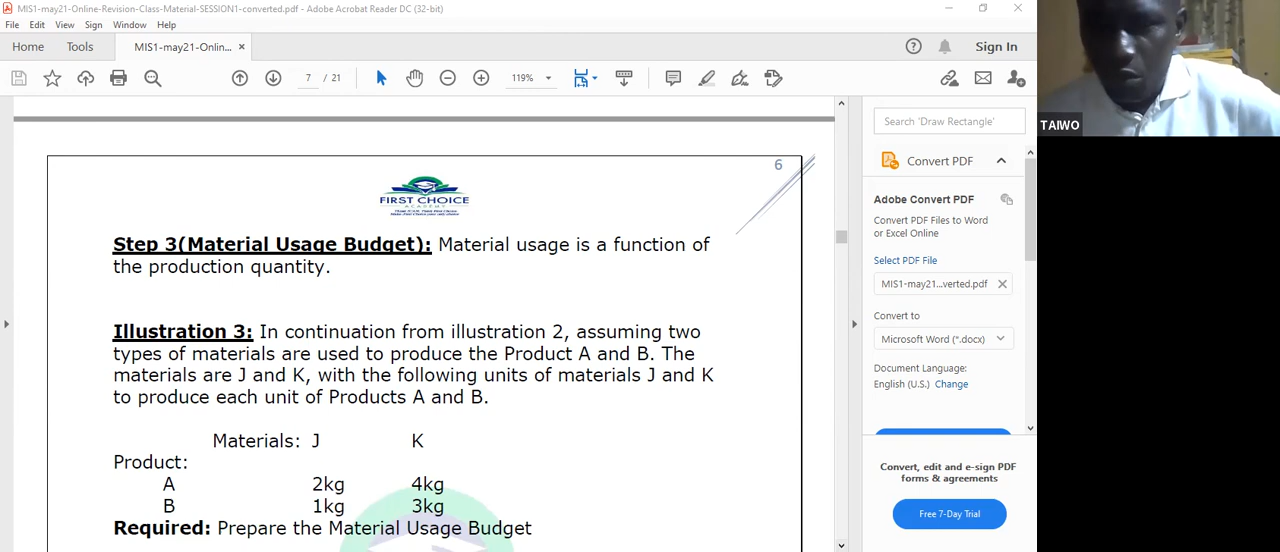 MIS1-may21-Online-Revision-Class-Material-SESSION1-converted.pdf - Adobe Acrobat Reader DC (32-bit)
File Edit View Sign Window Help
Home Tools MIS1-may21-Onlin... × Sign In
7 / 21 119%
Search 'Draw Rectangle'
TAIWO
Convert PDF
Adobe Convert PDF
Convert PDF Files to Word
or Excel Online
Select PDF File
MIS1-may21...verted.pdf
Convert to
Microsoft Word (*.docx)
Document Language:
English (U.S.) Change
Convert, edit and e-sign PDF
forms & agreements
Free 7-Day Trial
6
FIRST CHOICE
ACADEMY
Step 3(Material Usage Budget): Material usage is a function of
the production quantity.
Illustration 3: In continuation from illustration 2, assuming two
types of materials are used to produce the Product A and B. The
materials are J and K, with the following units of materials J and K
to produce each unit of Products A and B.
Materials: J K
Product:
A 2kg 4kg
B 1kg 3kg
Required: Prepare the Material Usage Budget